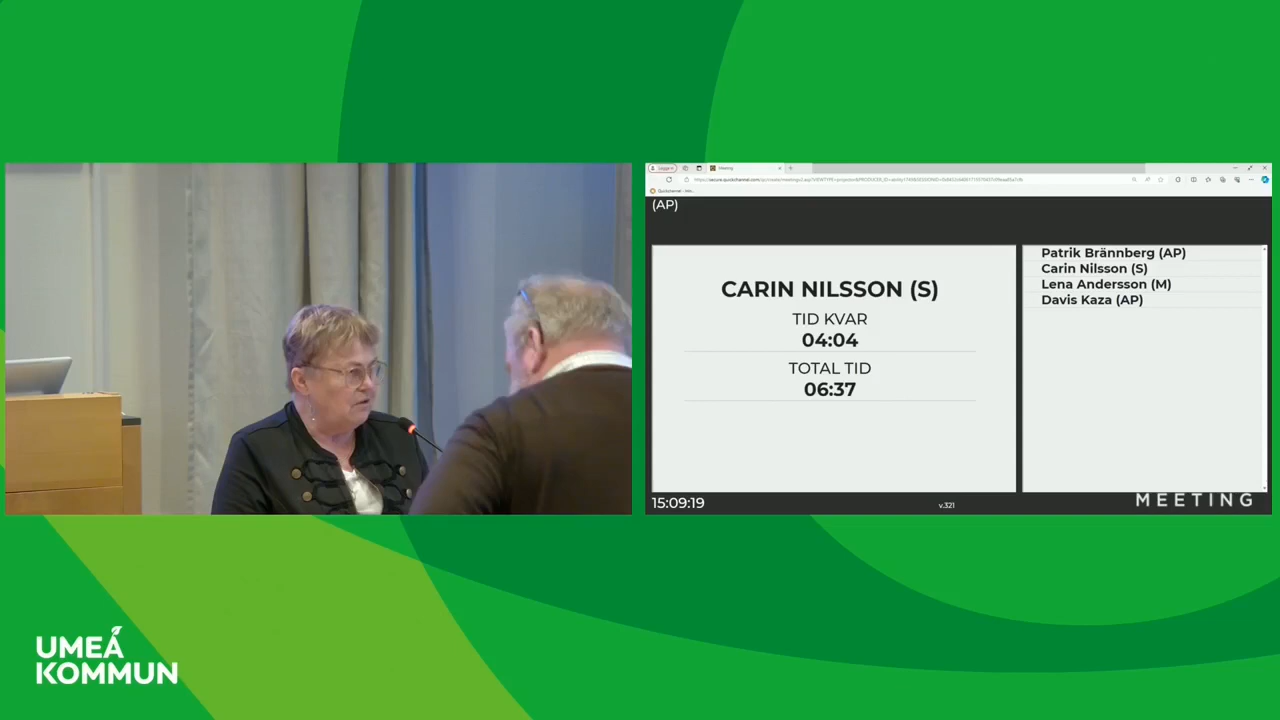 Meeting
(AP)
CARIN NILSSON (S)
TID KVAR
04:04
TOTAL TID
06:37
Patrik Brännberg (AP)
Carin Nilsson (S)
Lena Andersson (M)
Davis Kaza (AP)
15:09:19
v.321
MEETING
UMEÅ
KOMMUN